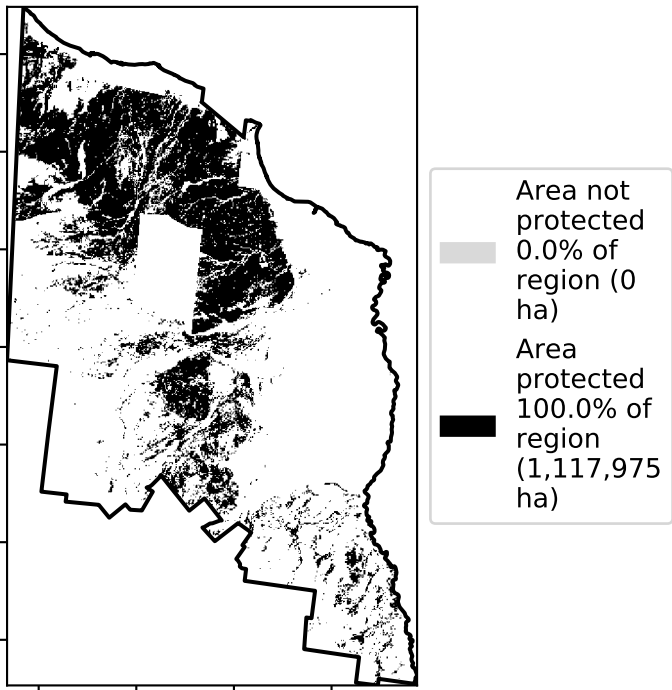 Area not
protected
0.0% of
region (0
ha)
Area
protected
100.0% of
region
(1,117,975
ha)